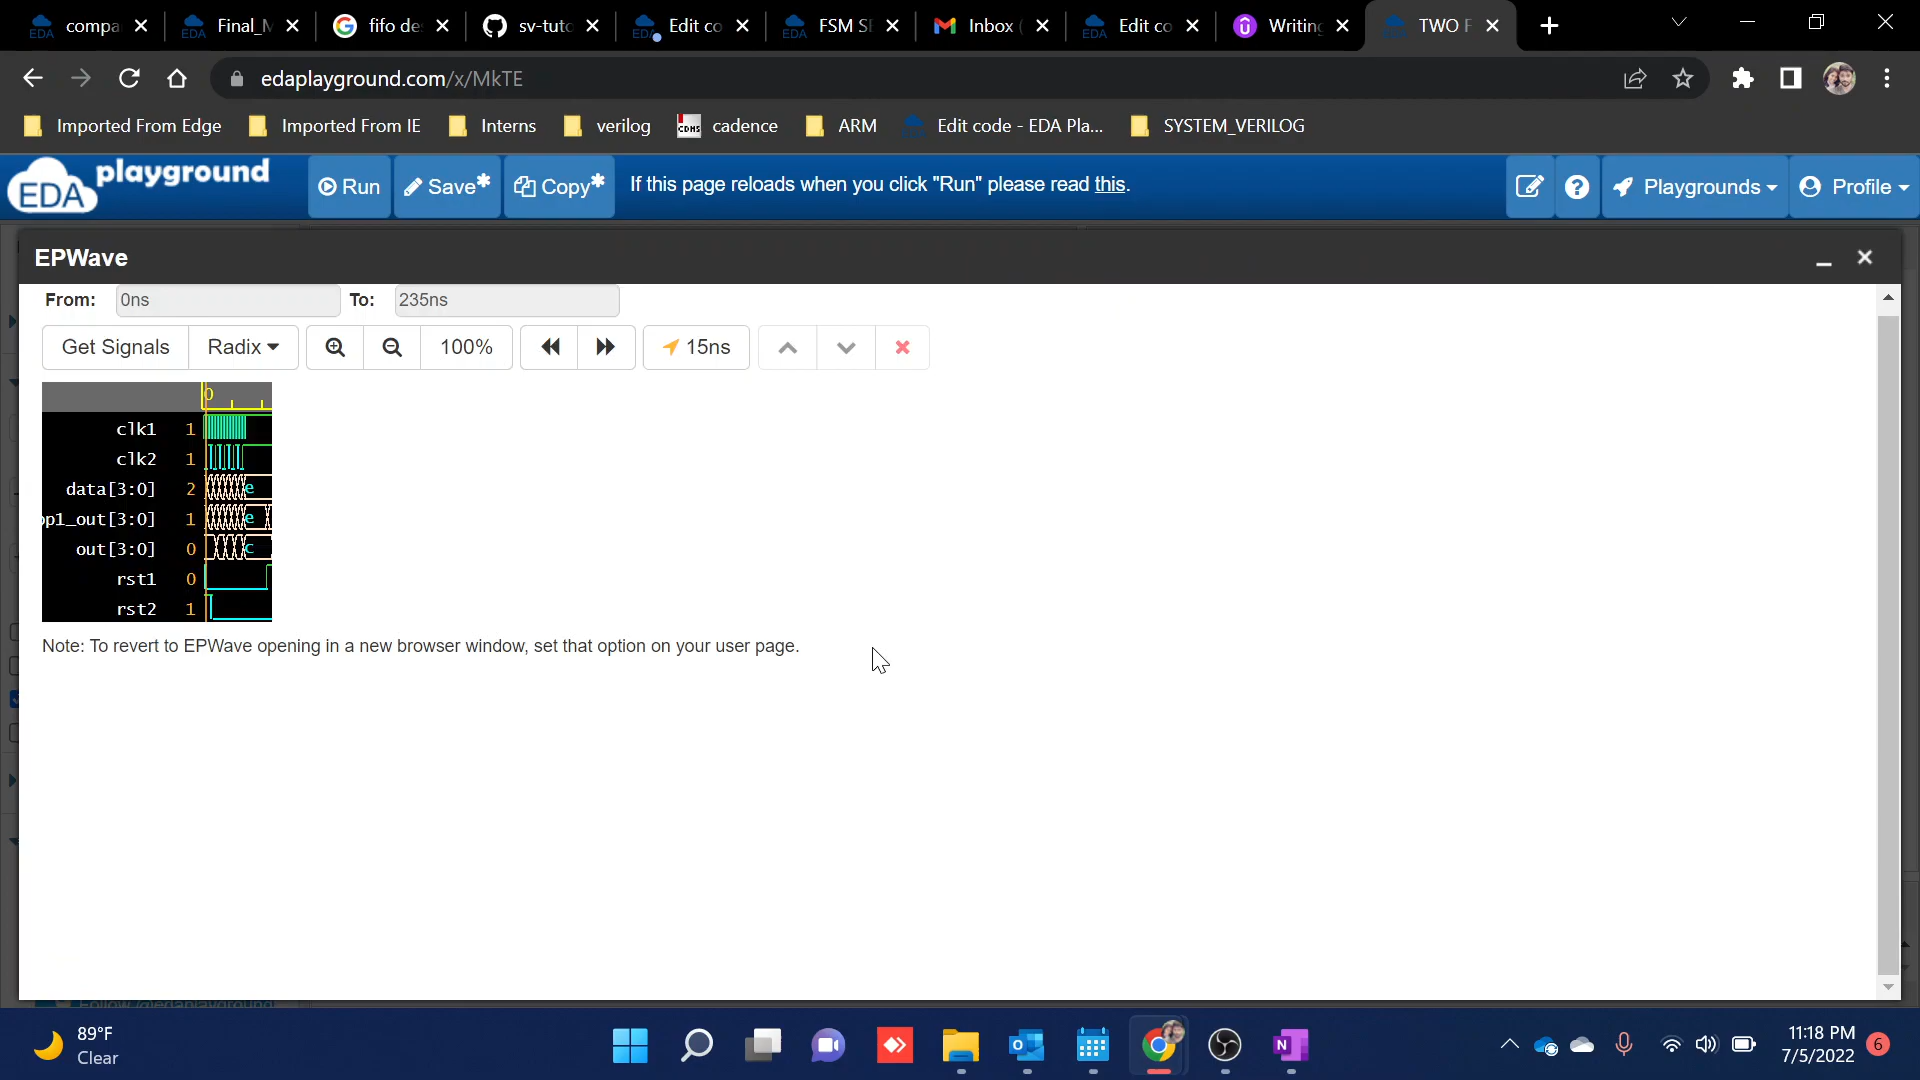 compa
Final_M
fifo de
sv-tuto
Edit co
FSM SE
Inbox (
Edit co
Writing
TWO F
edaplayground.com/x/MkTE
Imported From Edge
Imported From IE
Interns
verilog
cdns cadence
ARM
Edit code - EDA Pla...
SYSTEM_VERILOG
EDA playground
Run
Save*
Copy*
If this page reloads when you click "Run" please read this.
Playgrounds
Profile
EPWave
From: 0ns To: 235ns
Get Signals
Radix
100%
15ns
0
clk1 1
clk2 1
data[3:0] 2 e
op1_out[3:0] 1 e
out[3:0] 0 c
rst1 0
rst2 1
Note: To revert to EPWave opening in a new browser window, set that option on your user page.
89°F
Clear
11:18 PM
7/5/2022
6